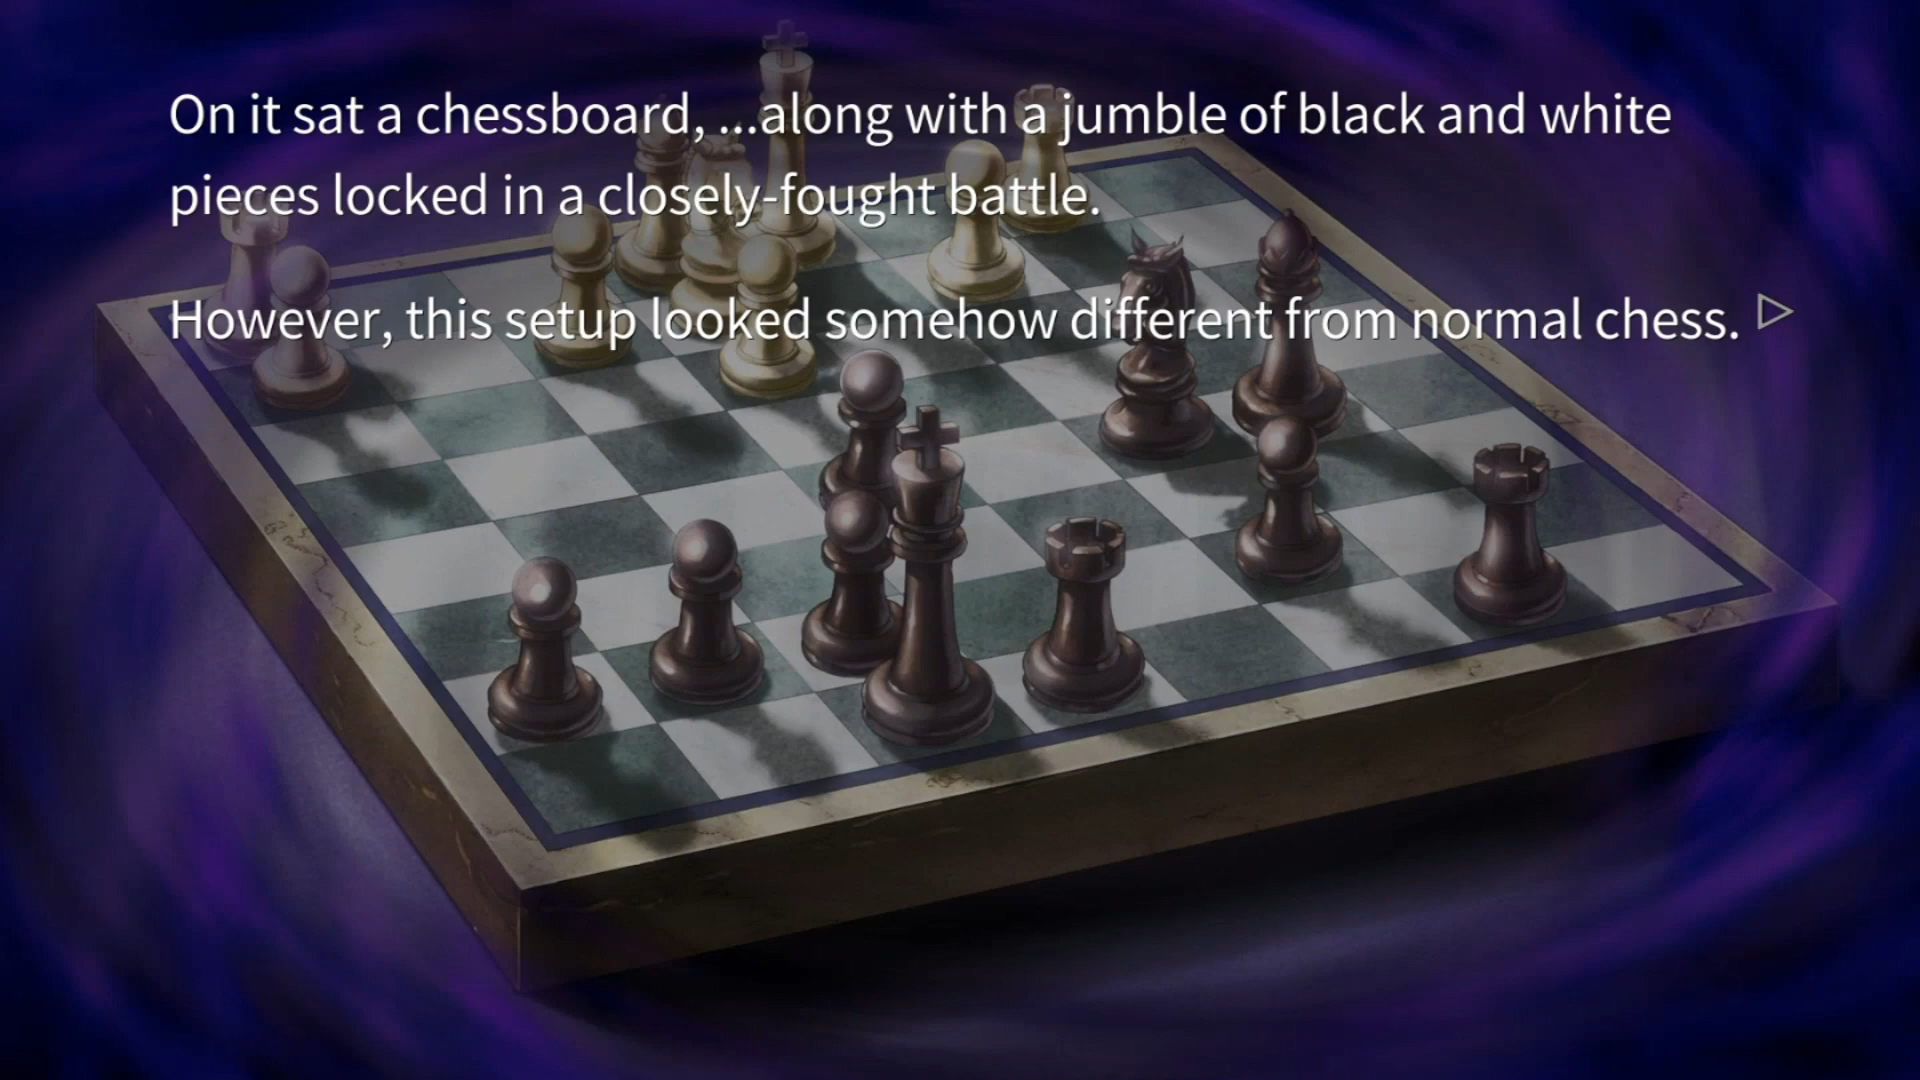 On it sat a chessboard, ...along with a jumble of black and white
pieces locked in a closely-fought battle.
However, this setup looked somehow different from normal chess.